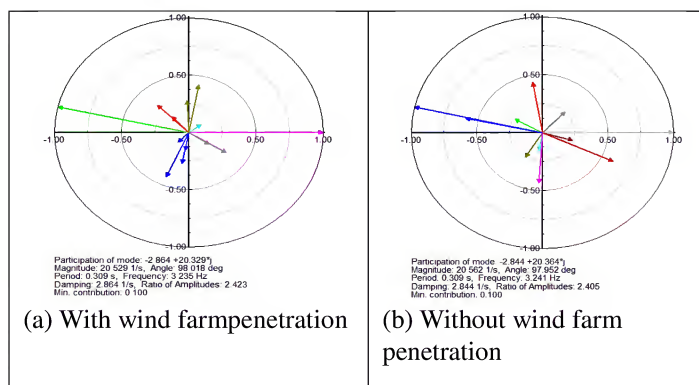 1.00
0.50
-1.00
-0.50
0.50
1.00
-0.50
-1.00
Participation of mode: -2 864 +20.329*j
Magnitude: 20 529 1/s, Angle: 98 018 deg
Period: 0.309 s, Frequency: 3 235 Hz
Damping: 2.864 1/s, Ratio of Amplitudes: 2.423
Min. contribution: 0 100
(a) With wind farmpenetration
1.00
0.50
-1.00
-0.50
0.50
1.00
-0.50
-1.00
Participation of mode: -2.844 +20 364*j
Magnitude: 20 562 1/s, Angle: 97.952 deg
Period: 0.309 s, Frequency: 3.241 Hz
Damping: 2.844 1/s, Ratio of Amplitudes: 2.405
Min. contribution: 0.100
(b) Without wind farm
penetration